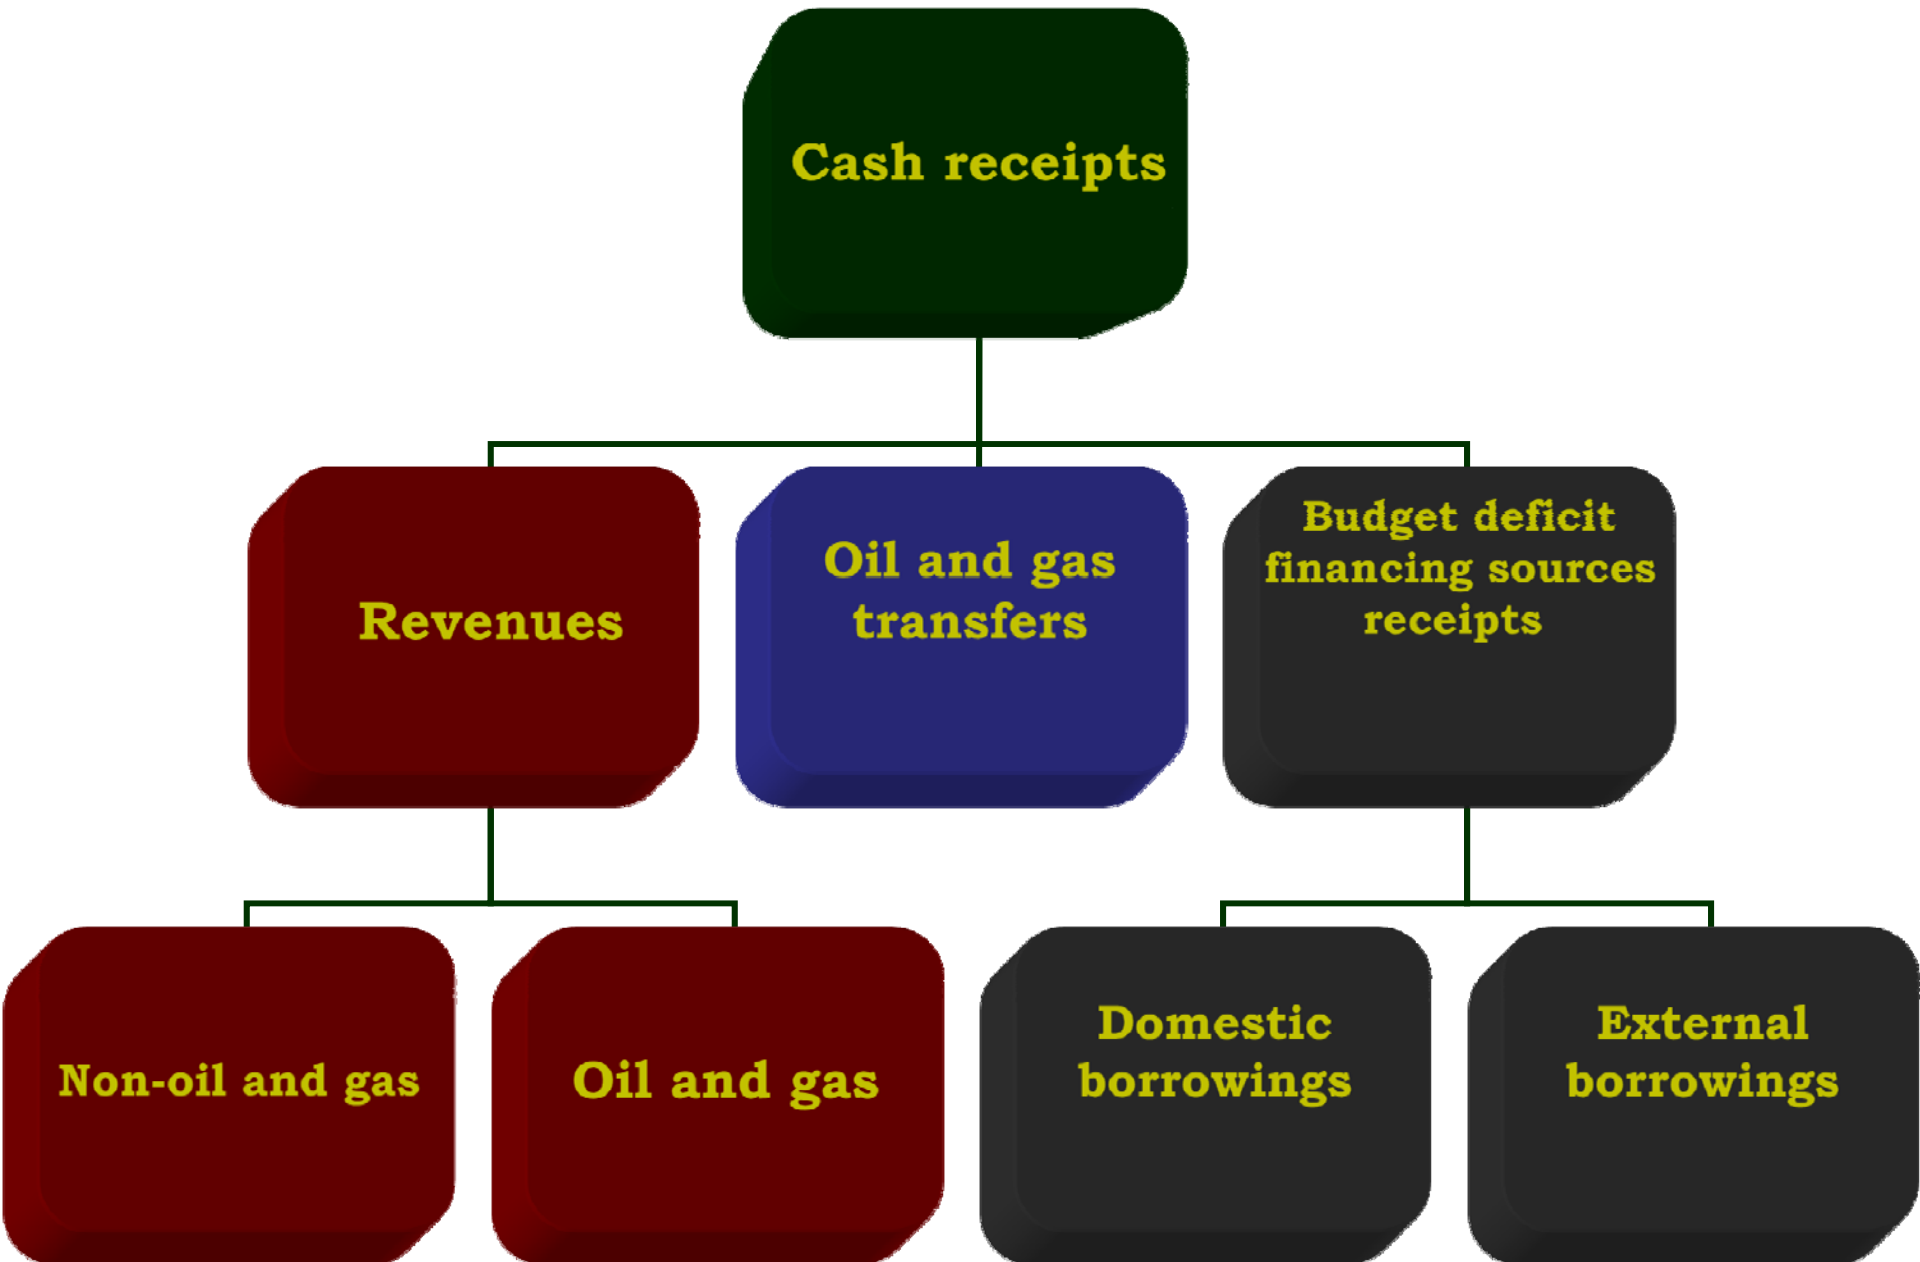 Cash receipts
Revenues
Oil and gas
transfers
Budget deficit
financing sources
receipts
Non-oil and gas
Oil and gas
Domestic
borrowings
External
borrowings